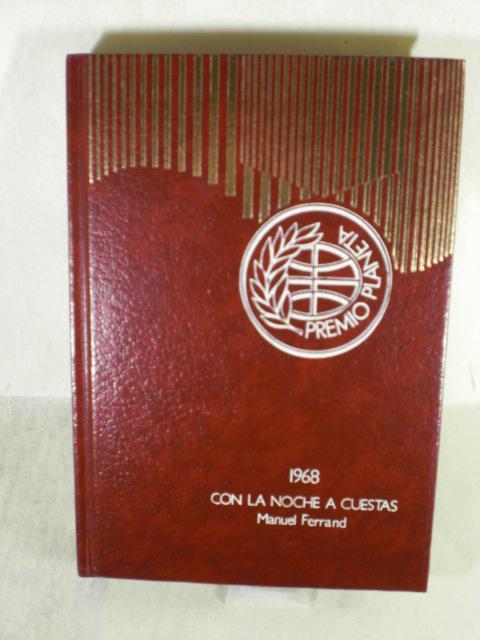 PREMIO PLANETA
1968
CON LA NOCHE A CUESTAS
Manuel Ferrand